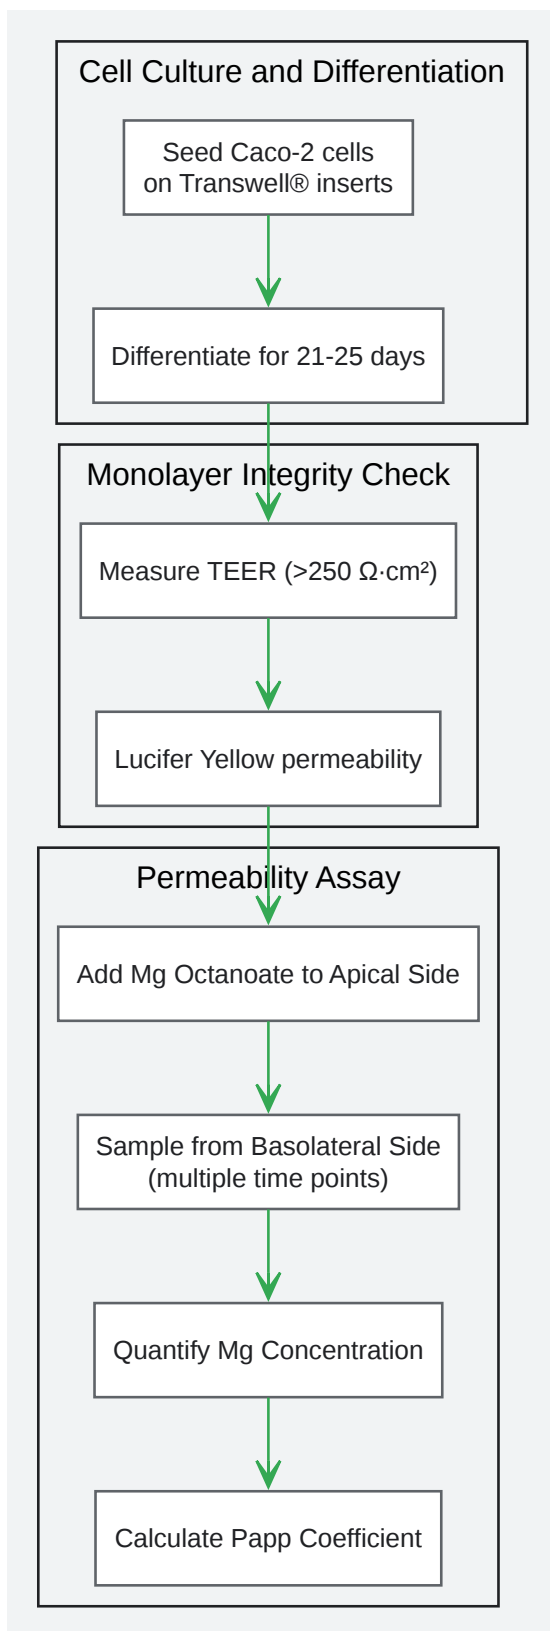 Cell Culture and Differentiation
Seed Caco-2 cells
on Transwell® inserts
Differentiate for 21-25 days
Monolayer Integrity Check
Measure TEER (>250 Ω·cm²)
Lucifer Yellow permeability
Permeability Assay
Add Mg Octanoate to Apical Side
Sample from Basolateral Side
(multiple time points)
Quantify Mg Concentration
Calculate Papp Coefficient